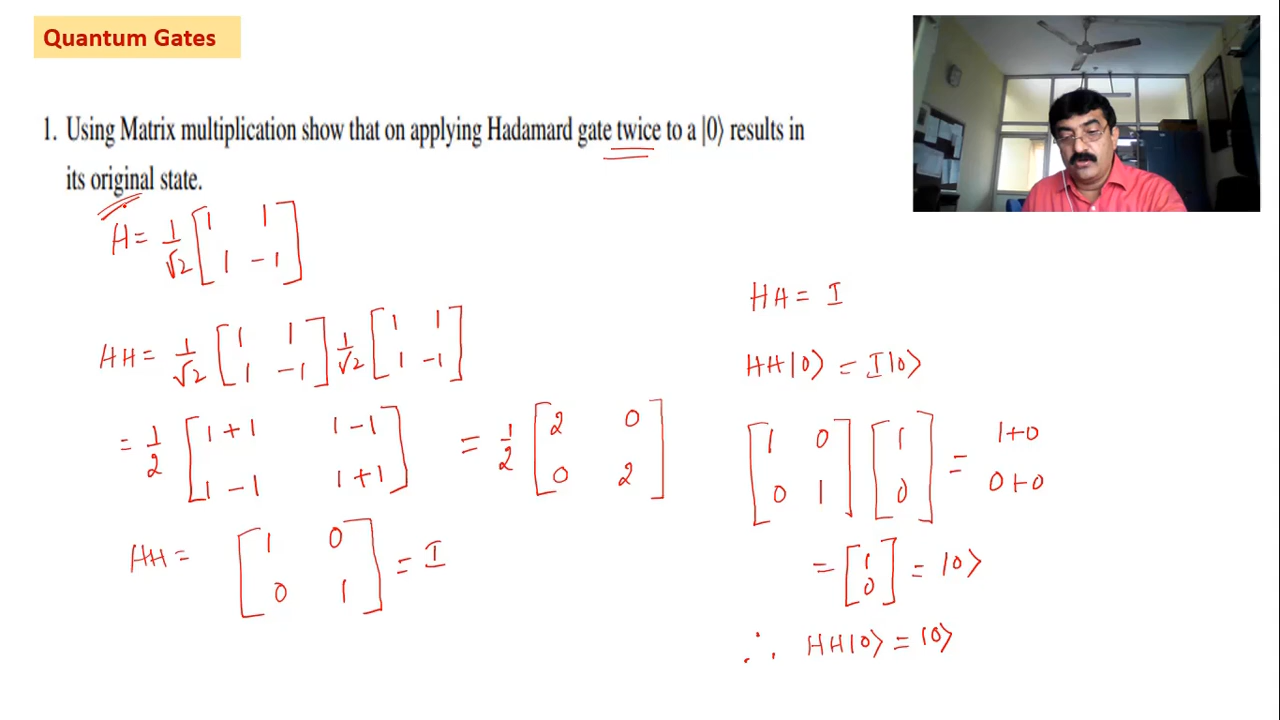 Quantum Gates
1. Using Matrix multiplication show that on applying Hadamard gate twice to a |0⟩ results in
its original state.
H = 1/√2 [1 1; 1 -1]
HH = 1/√2 [1 1; 1 -1] 1/√2 [1 1; 1 -1]
= 1/2 [1+1 1-1; 1-1 1+1] = 1/2 [2 0; 0 2]
HH = [1 0; 0 1] = I
HH = I
HH|0⟩ = I|0⟩
[1 0; 0 1] [1; 0] = 1+0
0+0
= [1; 0] = |0⟩
∴ HH|0⟩ = |0⟩